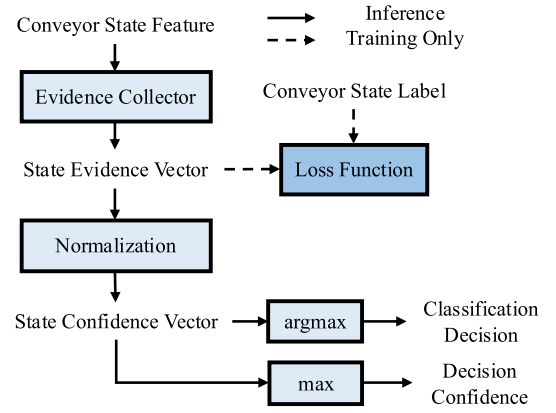 Conveyor State Feature
Inference
Training Only
Evidence Collector
Conveyor State Label
State Evidence Vector
Loss Function
Normalization
State Confidence Vector
argmax
Classification
Decision
max
Decision
Confidence